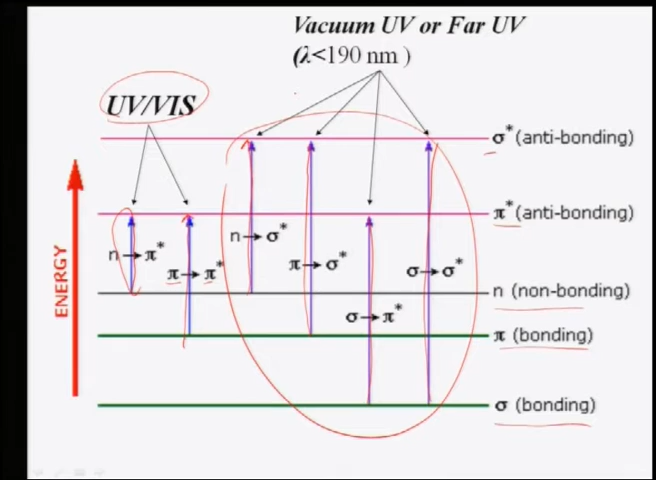 Vacuum UV or Far UV
(λ<190 nm )
UV/VIS
σ* (anti-bonding)
π* (anti-bonding)
n→π*
π→π*
n→σ*
π→σ*
σ→π*
σ→σ*
n (non-bonding)
π (bonding)
σ (bonding)
ENERGY